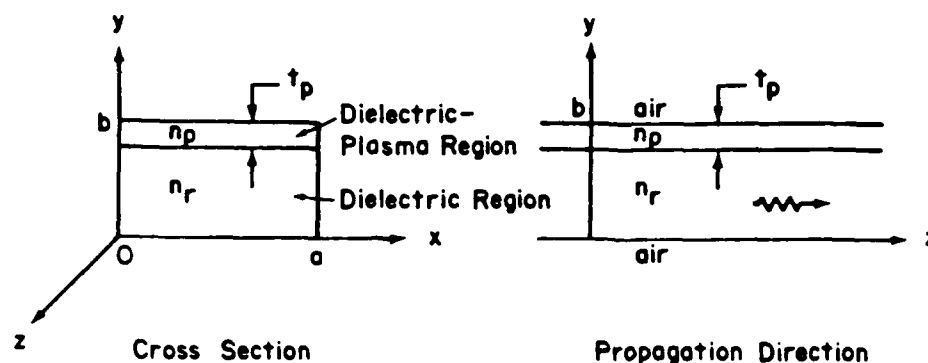 y
t_p
b
n_p
Dielectric-
Plasma Region
n_r
Dielectric Region
x
O
a
z
Cross Section
y
t_p
b
air
n_p
n_r
z
air
Propagation Direction